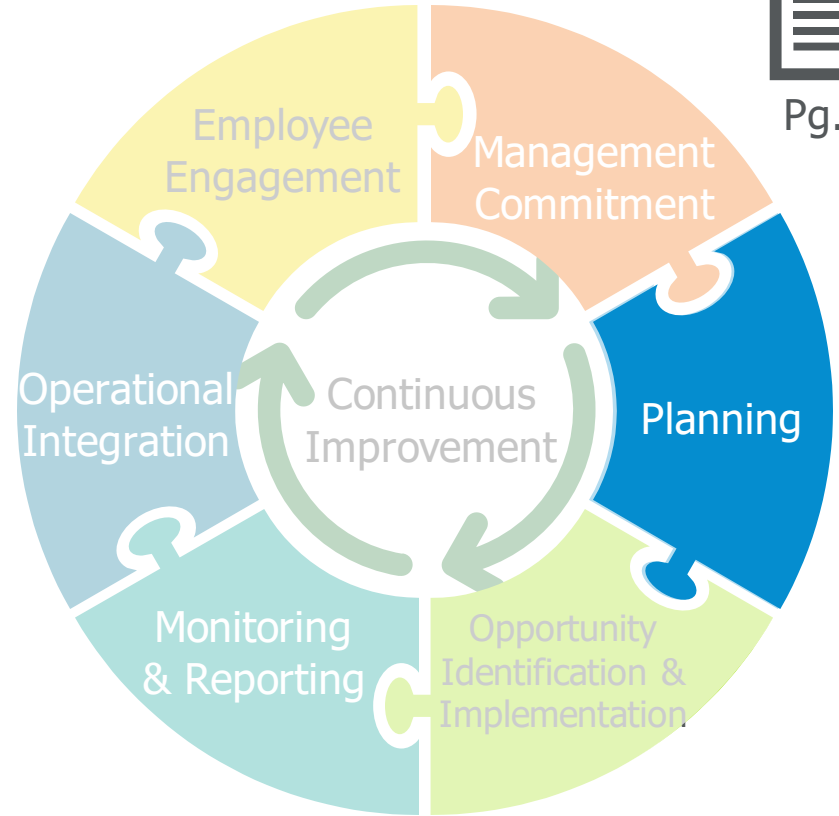 Employee
Engagement
Management
Commitment
Pg.
Planning
Opportunity
Identification &
Implementation
Monitoring
& Reporting
Operational
Integration
Continuous
Improvement